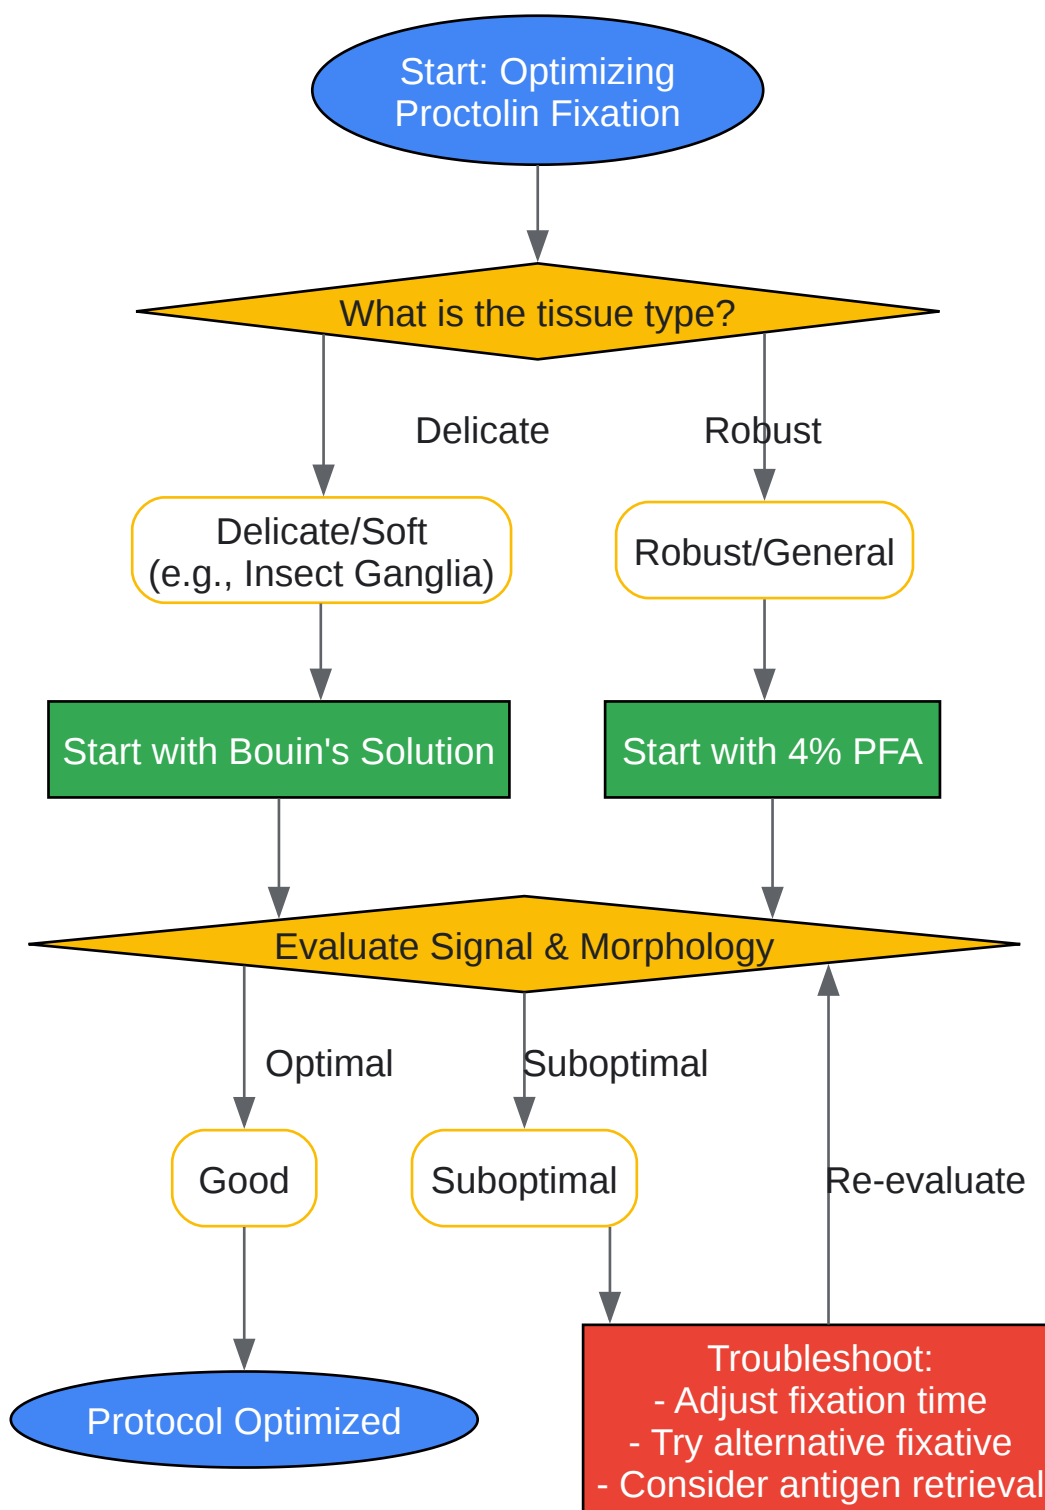 Start: Optimizing
Proctolin Fixation
What is the tissue type?
Delicate
Robust
Delicate/Soft
(e.g., Insect Ganglia)
Robust/General
Start with Bouin's Solution
Start with 4% PFA
Evaluate Signal & Morphology
Optimal
Suboptimal
Good
Suboptimal
Re-evaluate
Protocol Optimized
Troubleshoot:
- Adjust fixation time
- Try alternative fixative
- Consider antigen retrieval